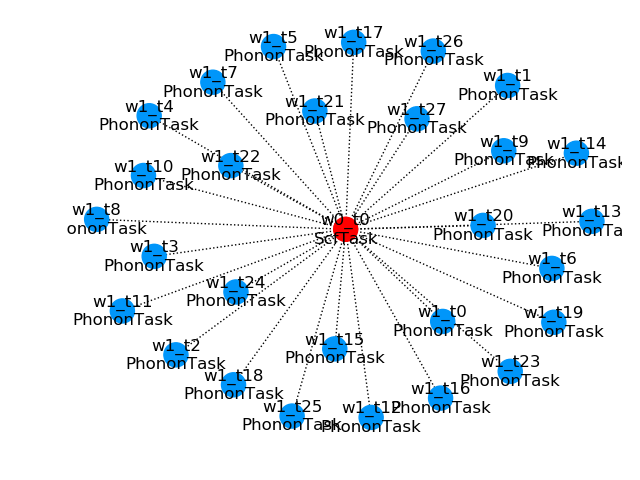 w1_t5
PhononTask
w1_t17
PhononTask
w1_t26
PhononTask
w1_t7
PhononTask
w1_t1
PhononTask
w1_t4
PhononTask
w1_t21
PhononTask
w1_t27
PhononTask
w1_t9
PhononTask
w1_t14
PhononTask
w1_t22
PhononTask
w1_t10
PhononTask
w1_t8
ononTask
w0_t0
ScfTask
w1_t20
PhononTask
w1_t13
PhononTa
w1_t3
PhononTask
w1_t6
PhononTask
w1_t24
PhononTask
w1_t11
PhononTask
w1_t0
PhononTask
w1_t19
PhononTask
w1_t2
PhononTask
w1_t15
PhononTask
w1_t23
PhononTask
w1_t18
PhononTask
w1_t16
PhononTask
w1_t25
PhononTask
w1_t12
PhononTask